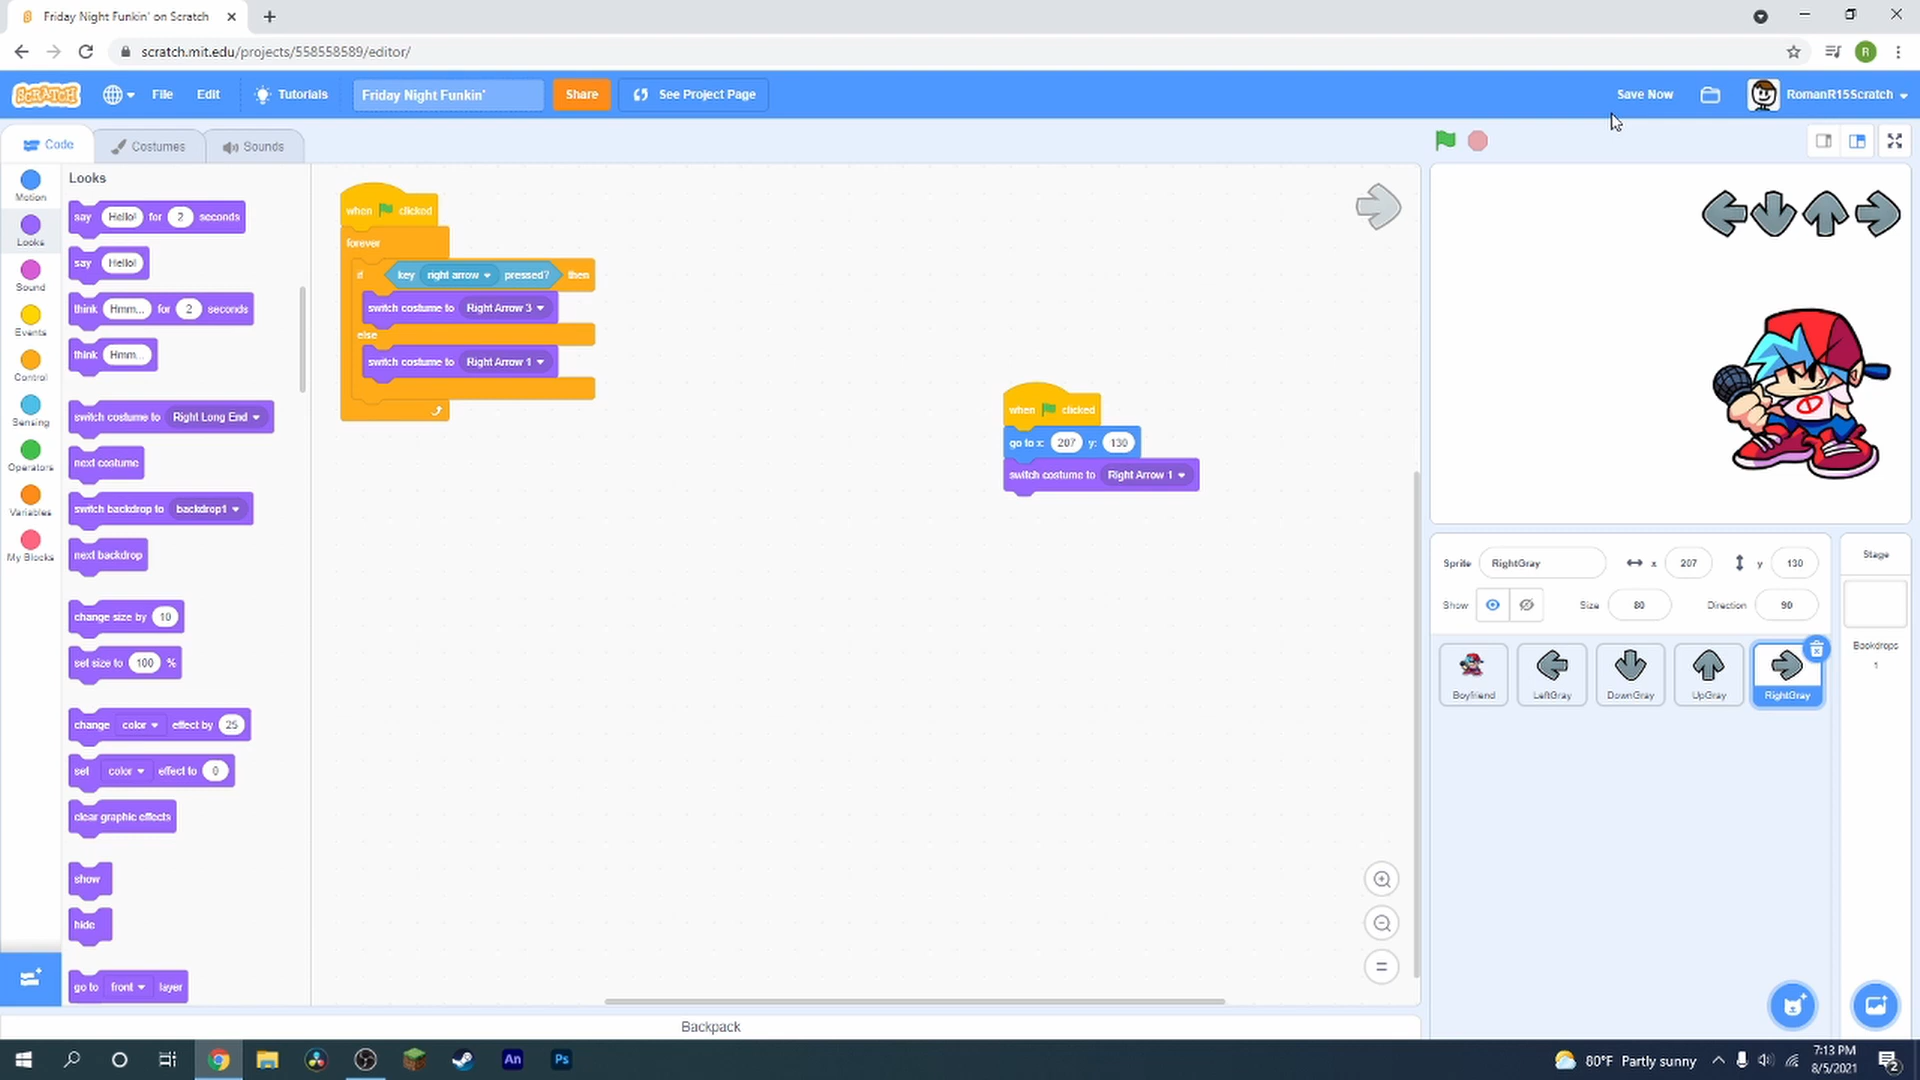 Friday Night Funkin' on Scratch
scratch.mit.edu/projects/558558589/editor/
R
SCRATCH
File
Edit
Tutorials
Friday Night Funkin'
Share
See Project Page
Save Now
RomanR15Scratch
Code
Costumes
Sounds
Motion
Looks
Sound
Events
Control
Sensing
Operators
Variables
My Blocks
Looks
say Hello! for 2 seconds
say Hello!
think Hmm... for 2 seconds
think Hmm...
switch costume to Right Long End
next costume
switch backdrop to backdrop1
next backdrop
change size by 10
set size to 100 %
change color effect by 25
set color effect to 0
clear graphic effects
show
hide
go to front layer
when clicked
forever
if key right arrow pressed? then
switch costume to Right Arrow 3
else
switch costume to Right Arrow 1
when clicked
go to x: 207 y: 130
switch costume to Right Arrow 1
Sprite RightGray x 207 y 130
Show Size 80 Direction 90
Boyfriend
LeftGray
DownGray
UpGray
RightGray
Stage
Backdrops
1
Backpack
An
Ps
80°F Partly sunny
7:13 PM
8/5/2021
2